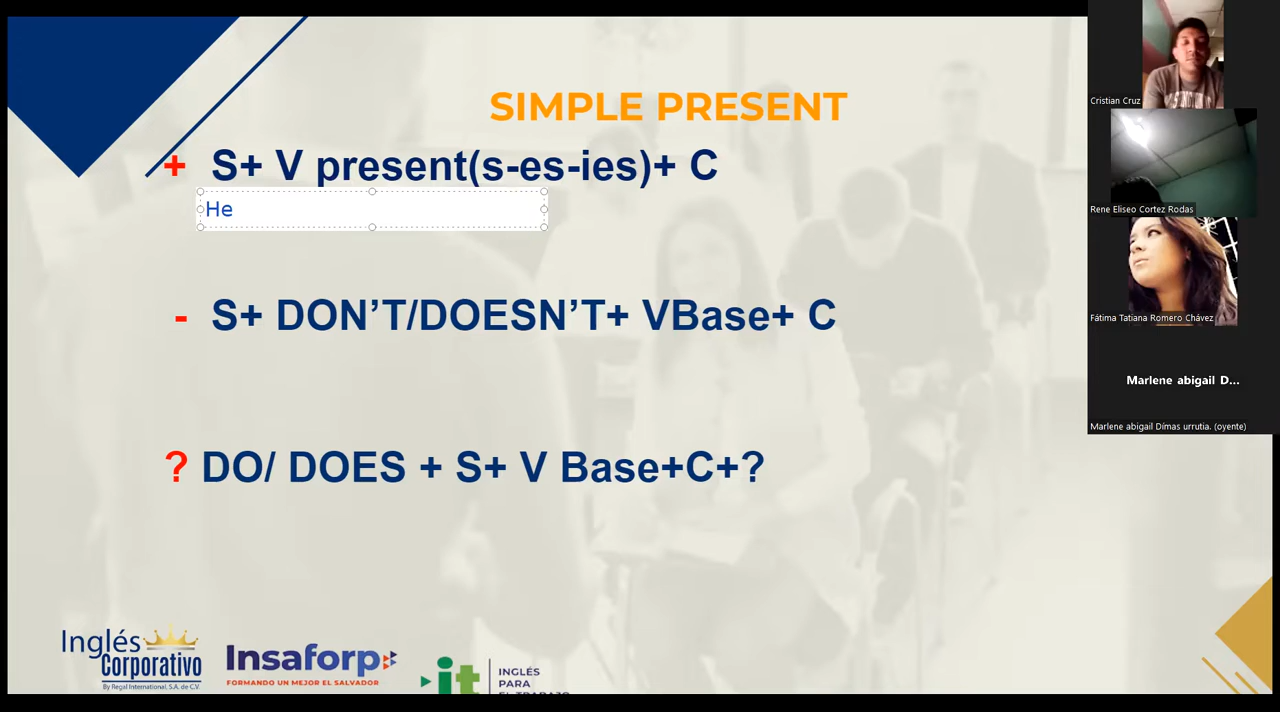 SIMPLE PRESENT
+ S+ V present(s-es-ies)+ C
He
- S+ DON'T/DOESN'T+ VBase+ C
? DO/ DOES + S+ V Base+C+?
Inglés
Corporativo
By Regal International, S.A. de C.V.
Insaforp
FORMANDO UN MEJOR EL SALVADOR
it
INGLÉS
PARA
EL TRABAJO
Cristian Cruz
Rene Eliseo Cortez Rodas
Fátima Tatiana Romero Chávez
Marlene abigail D...
Marlene abigail Dímas urrutia. (oyente)